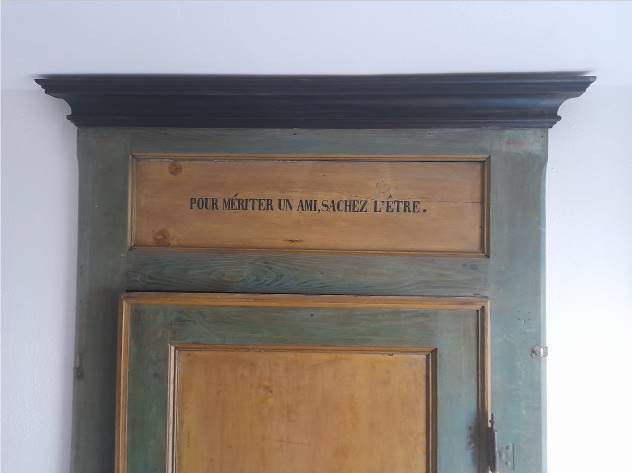 POUR MÉRITER UN AMI, SACHEZ L'ÊTRE.